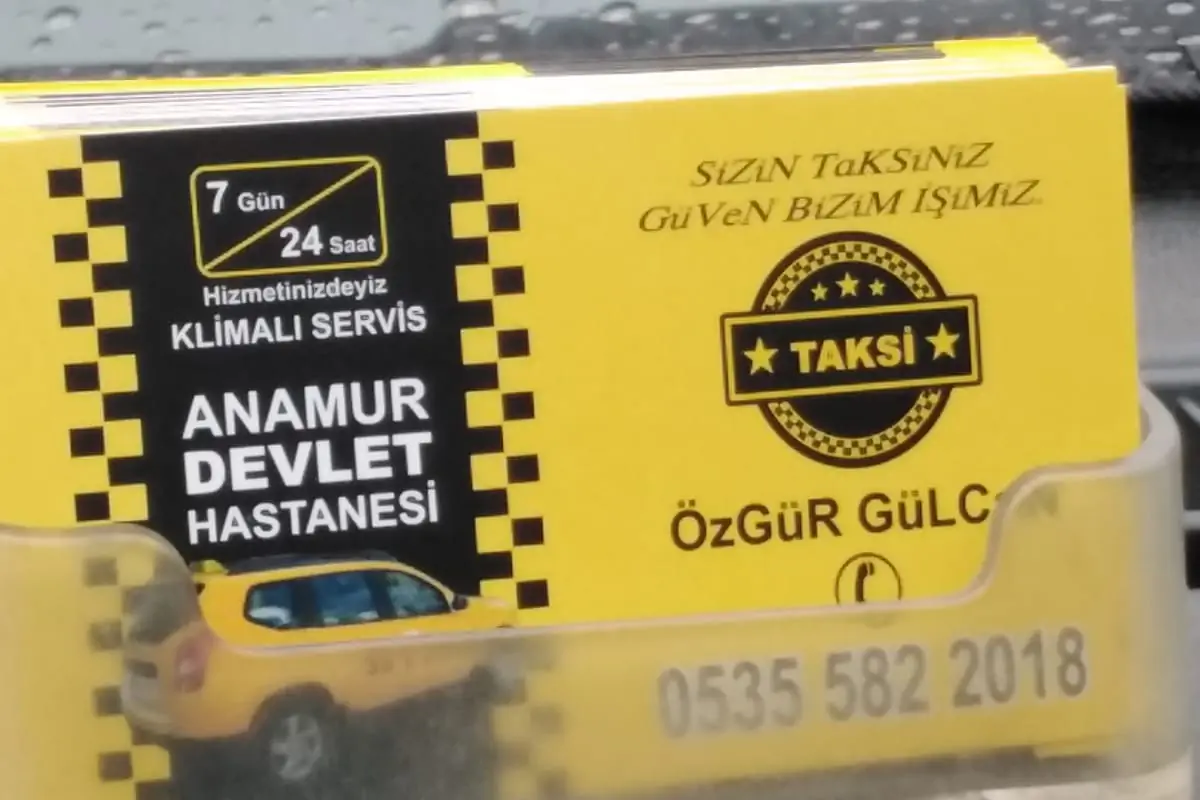 7 Gün
24 Saat
Hizmetinizdeyiz
KLİMALI SERVİS
ANAMUR
DEVLET
HASTANESİ
SiZiN TaKSiNiZ
GüVeN BiZiM İŞiMiZ.
TAKSİ
ÖzGüR
0535 582 2018